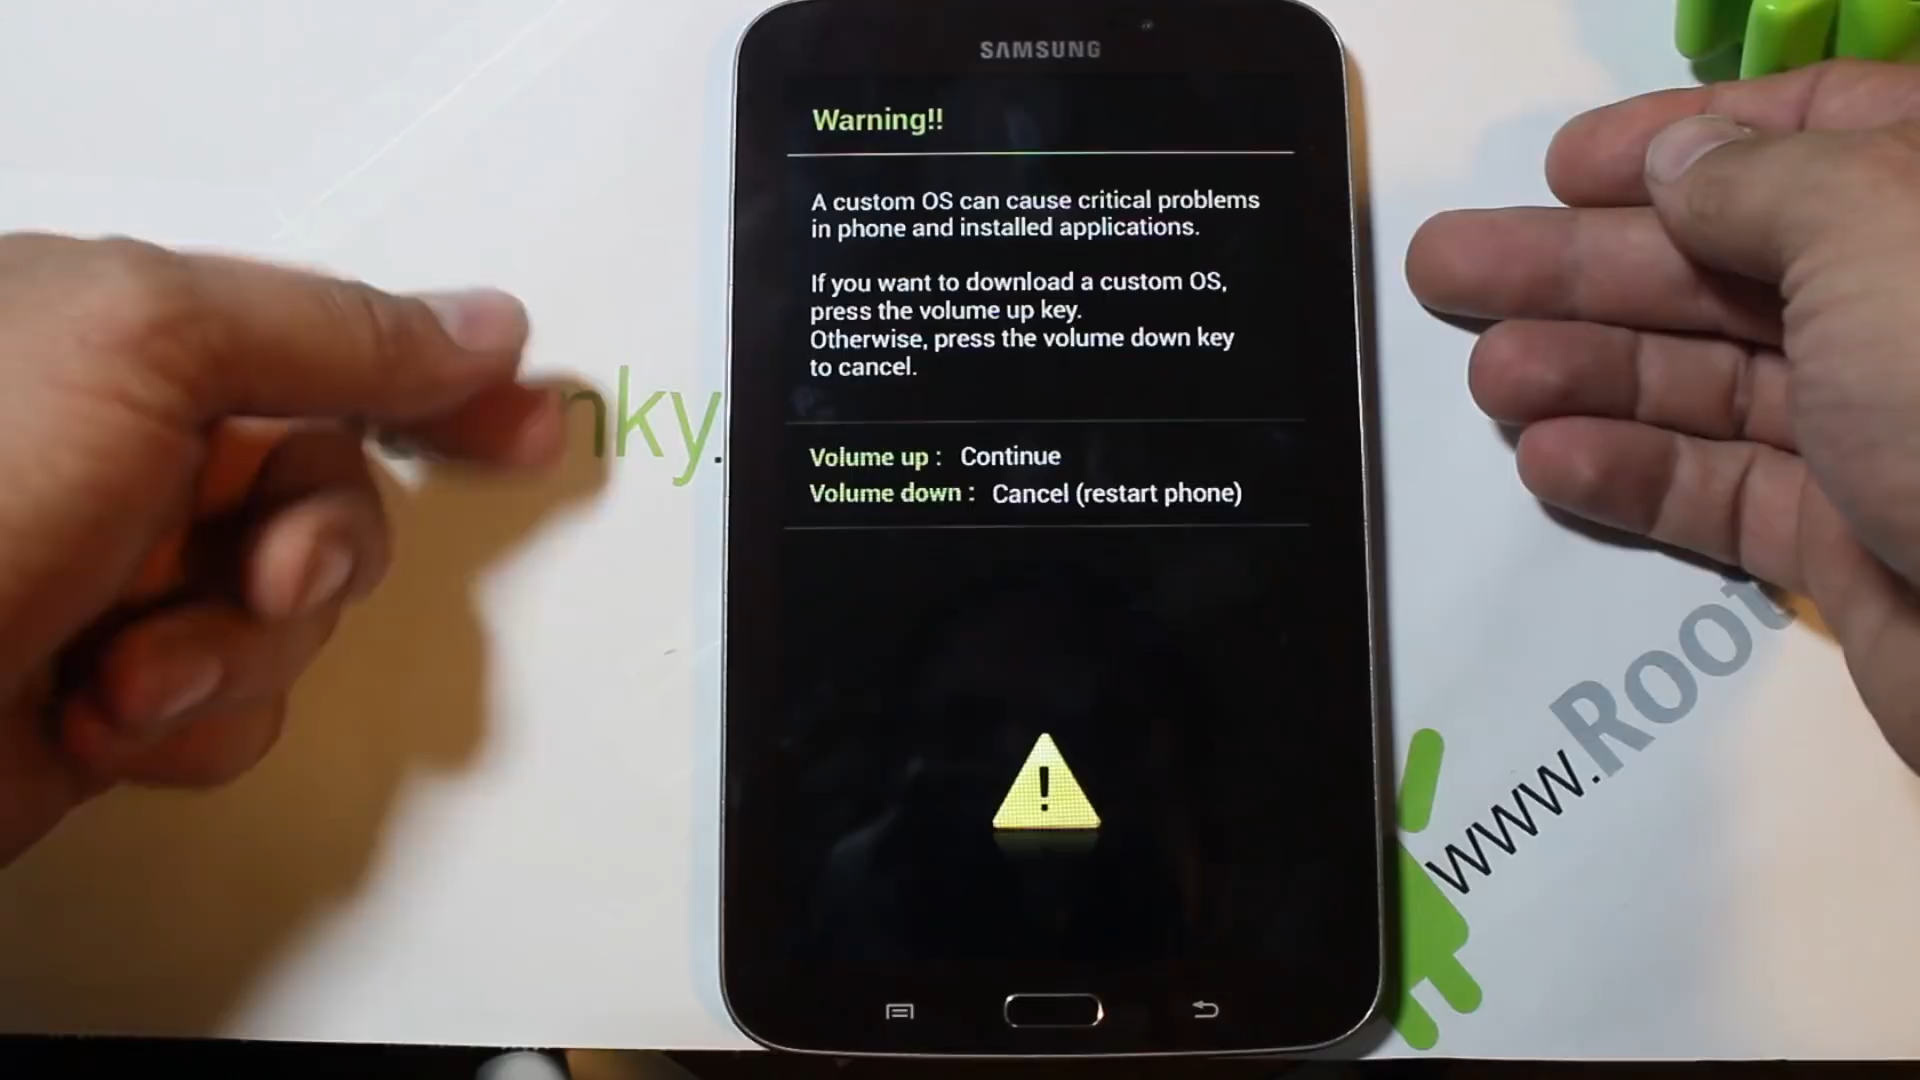 SAMSUNG
Warning!!
A custom OS can cause critical problems
in phone and installed applications.
If you want to download a custom OS,
press the volume up key.
Otherwise, press the volume down key
to cancel.
Volume up : Continue
Volume down : Cancel (restart phone)
nky.
www.Root